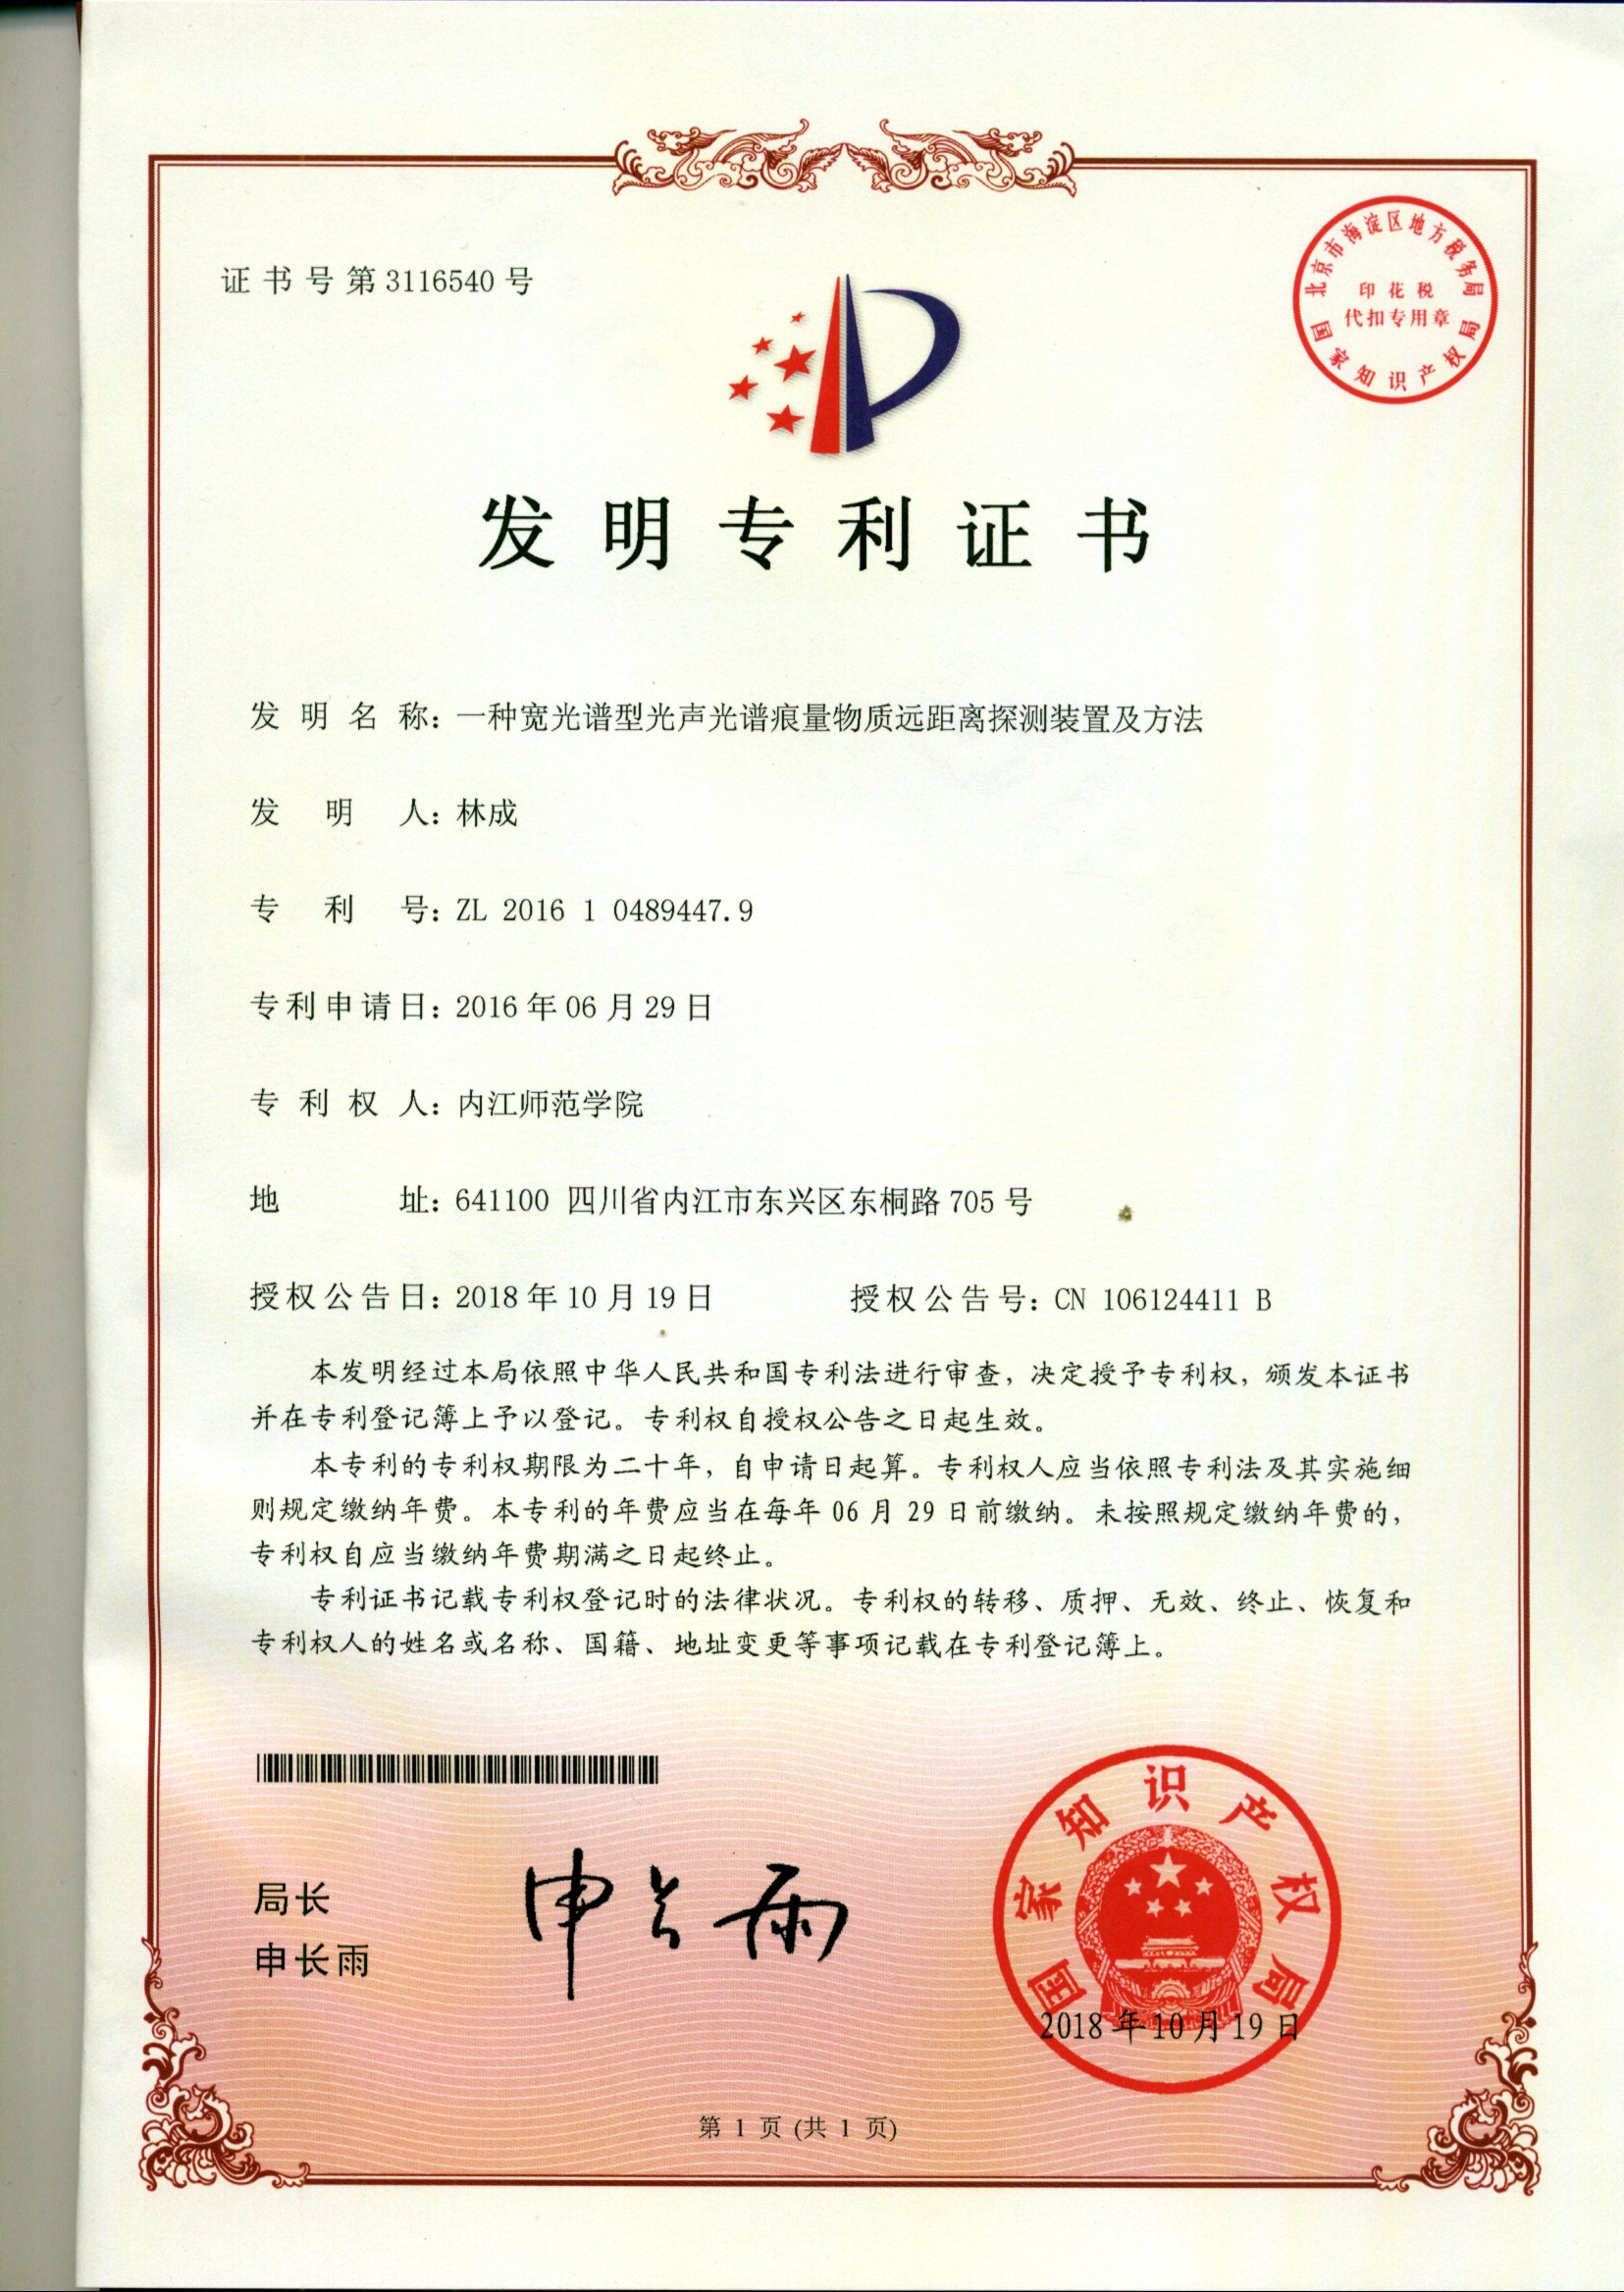 证书号第3116540号
北京市海淀区地方税务局
印花税
代扣专用章
国家知识产权局
发明专利证书
发明名称：一种宽光谱型光声光谱痕量物质远距离探测装置及方法
发明人：林成
专利号：ZL 2016 1 0489447.9
专利申请日：2016年06月29日
专利权人：内江师范学院
地址：641100 四川省内江市东兴区东桐路705号
授权公告日：2018年10月19日 授权公告号：CN 106124411 B
本发明经过本局依照中华人民共和国专利法进行审查，决定授予专利权，颁发本证书
并在专利登记簿上予以登记。专利权自授权公告之日起生效。
本专利的专利权期限为二十年，自申请日起算。专利权人应当依照专利法及其实施细
则规定缴纳年费。本专利的年费应当在每年06月29日前缴纳。未按照规定缴纳年费的，
专利权自应当缴纳年费期满之日起终止。
专利证书记载专利权登记时的法律状况。专利权的转移、质押、无效、终止、恢复和
专利权人的姓名或名称、国籍、地址变更等事项记载在专利登记簿上。
局长
申长雨
申长雨
国家知识产权局
2018年10月19日
第1页(共1页)